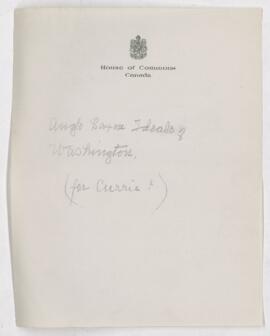 House of Commons
Canada
Anglo Saxon Ideals of
Washington,
(for Currie!)